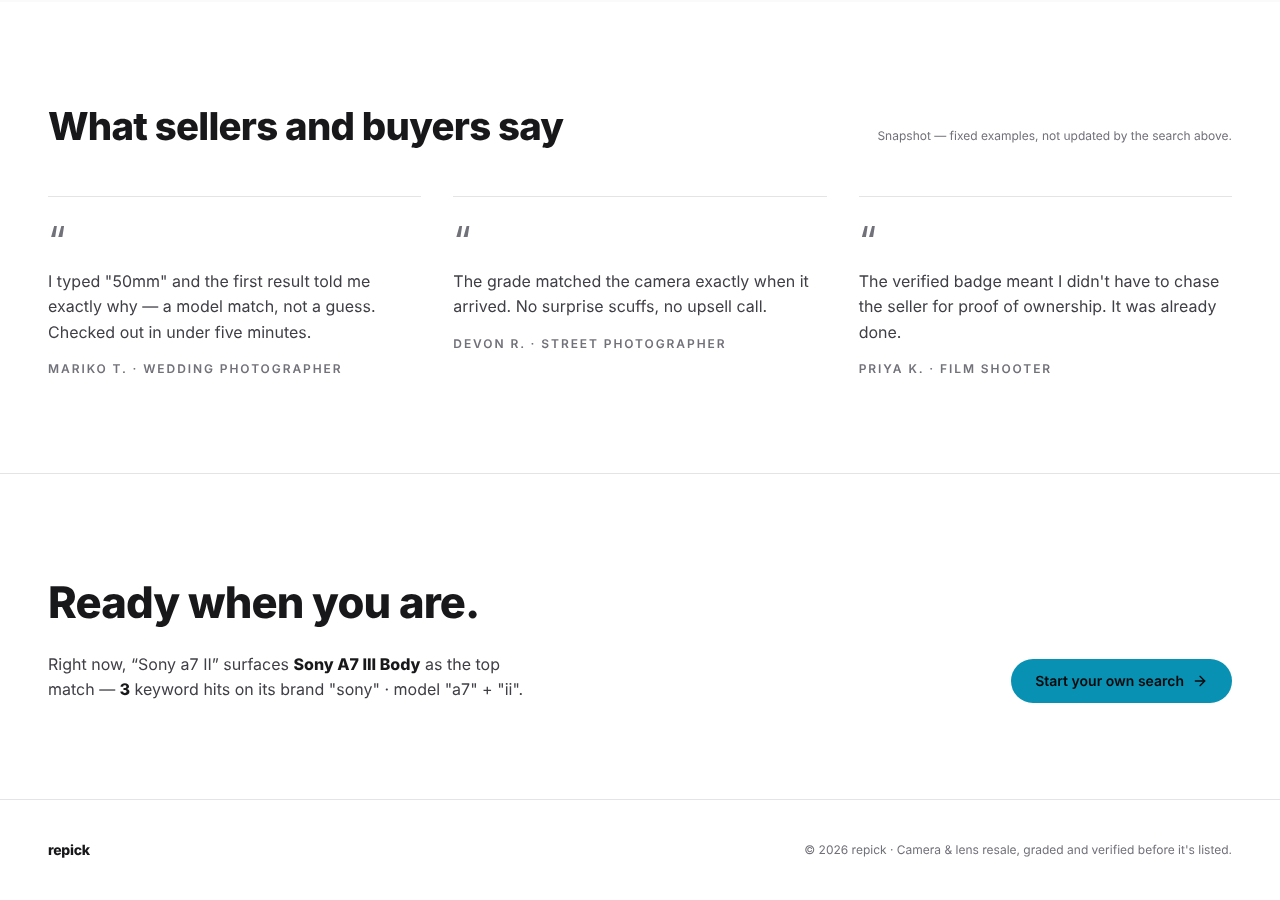 What sellers and buyers say
Snapshot — fixed examples, not updated by the search above.
"
I typed "50mm" and the first result told me
exactly why — a model match, not a guess.
Checked out in under five minutes.
MARIKO T. · WEDDING PHOTOGRAPHER
"
The grade matched the camera exactly when it
arrived. No surprise scuffs, no upsell call.
DEVON R. · STREET PHOTOGRAPHER
"
The verified badge meant I didn't have to chase
the seller for proof of ownership. It was already
done.
PRIYA K. · FILM SHOOTER
Ready when you are.
Right now, “Sony a7 II” surfaces Sony A7 III Body as the top
match — 3 keyword hits on its brand "sony" · model "a7" + "ii".
Start your own search →
repick
© 2026 repick · Camera & lens resale, graded and verified before it's listed.